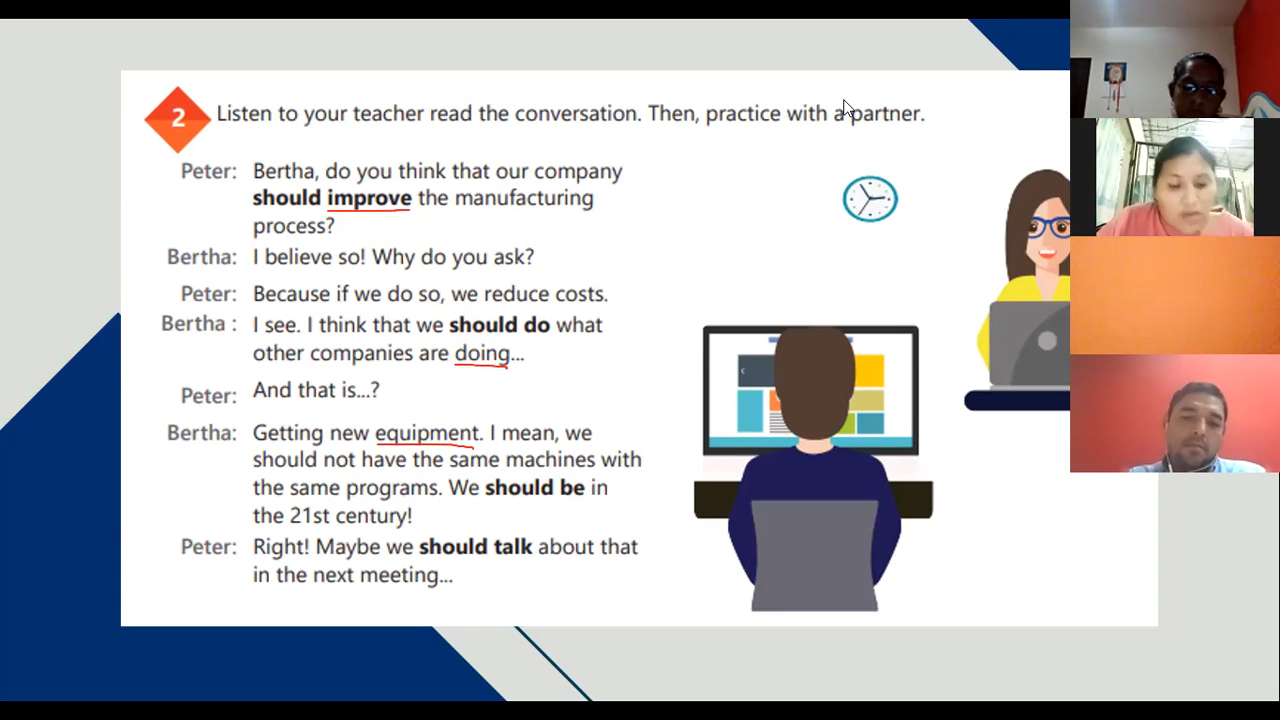 2 Listen to your teacher read the conversation. Then, practice with a partner.
Peter: Bertha, do you think that our company
should improve the manufacturing
process?
Bertha: I believe so! Why do you ask?
Peter: Because if we do so, we reduce costs.
Bertha : I see. I think that we should do what
other companies are doing...
Peter: And that is...?
Bertha: Getting new equipment. I mean, we
should not have the same machines with
the same programs. We should be in
the 21st century!
Peter: Right! Maybe we should talk about that
in the next meeting...